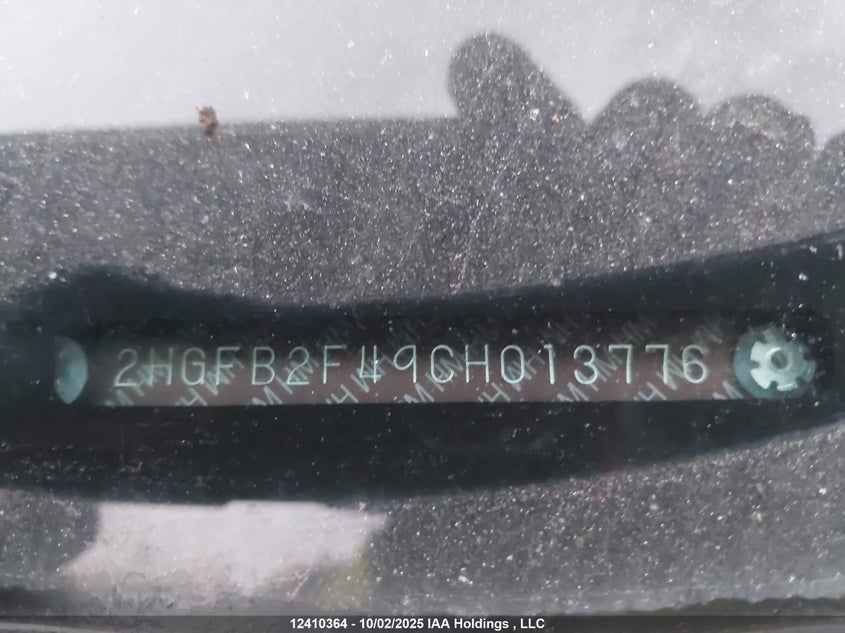 2HGFB2F49CH013776
12410364 - 10/02/2025 IAA Holdings , LLC